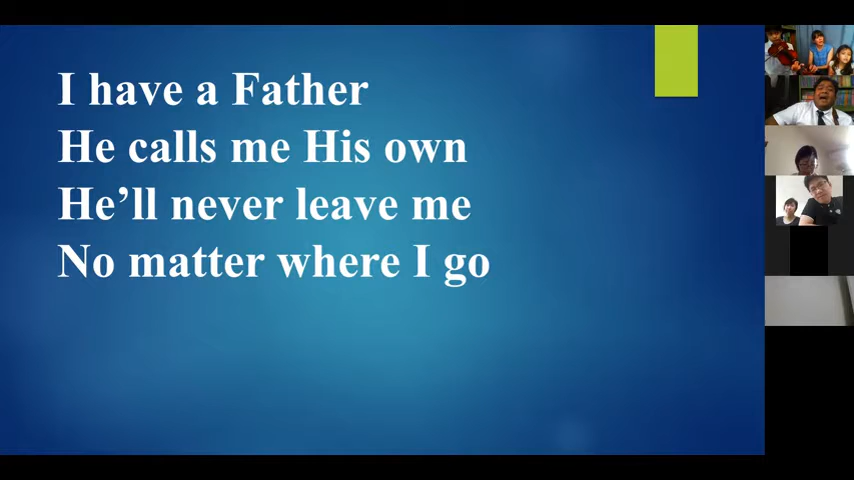 I have a Father
He calls me His own
He’ll never leave me
No matter where I go